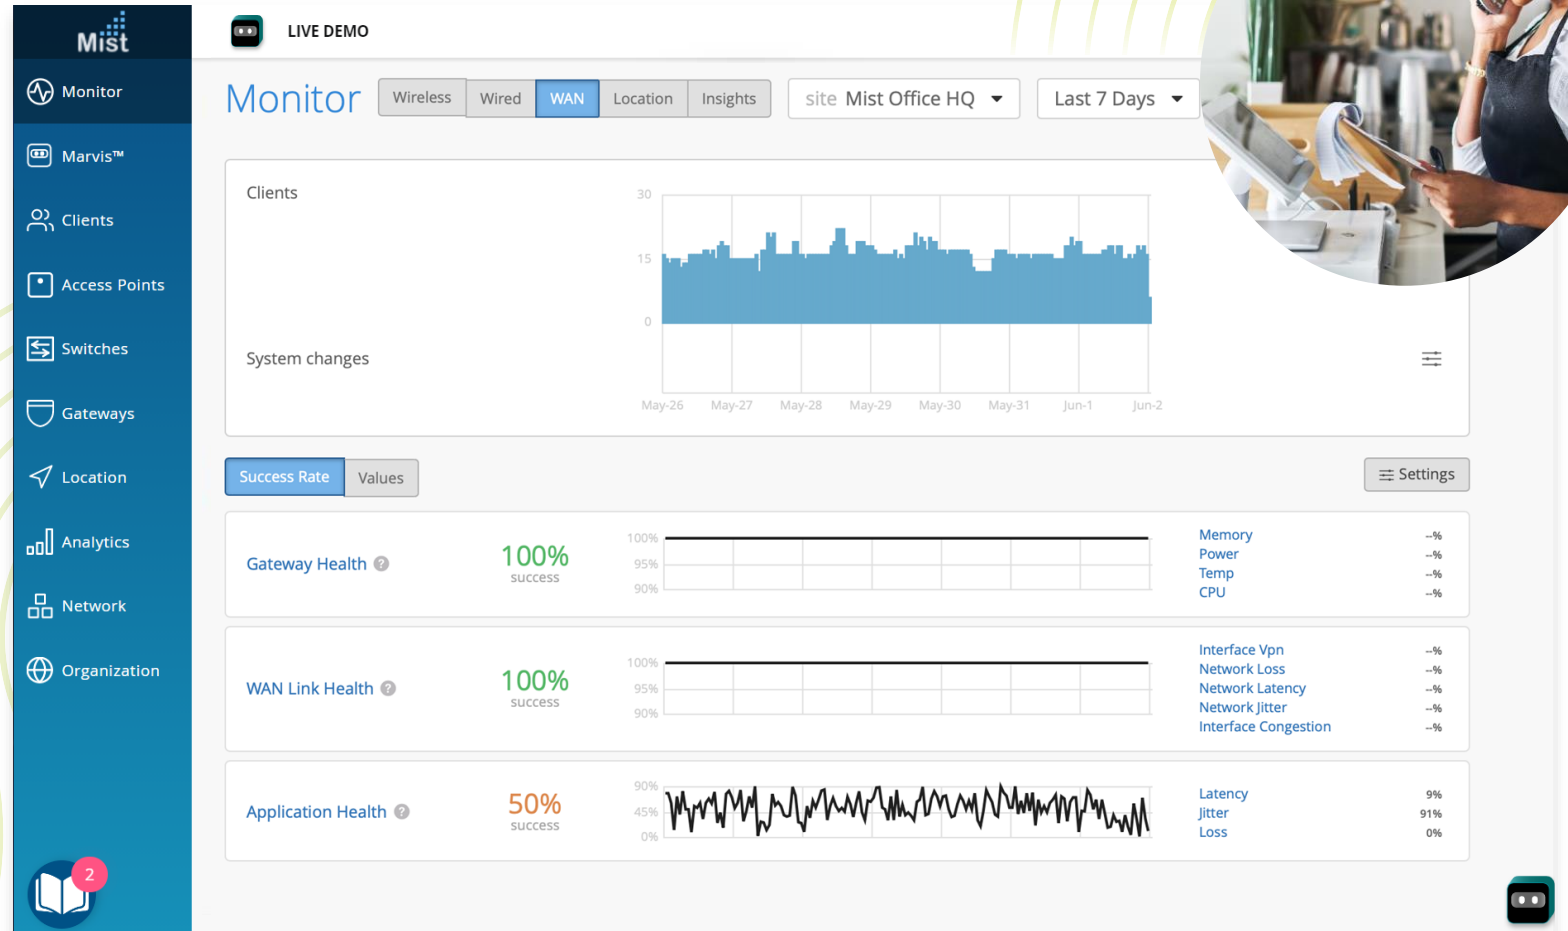 Mist
LIVE DEMO
Monitor
Marvis™
Clients
Access Points
Switches
Gateways
Location
Analytics
Network
Organization
2
Monitor
Wireless Wired WAN Location Insights
site Mist Office HQ
Last 7 Days
Clients
30
15
0
System changes
May-26 May-27 May-28 May-29 May-30 May-31 Jun-1 Jun-2
Success Rate Values
Settings
Gateway Health ?
100%
success
100%
95%
90%
Memory --%
Power --%
Temp --%
CPU --%
WAN Link Health ?
100%
success
100%
95%
90%
Interface Vpn --%
Network Loss --%
Network Latency --%
Network Jitter --%
Interface Congestion --%
Application Health ?
50%
success
90%
45%
0%
Latency 9%
Jitter 91%
Loss 0%